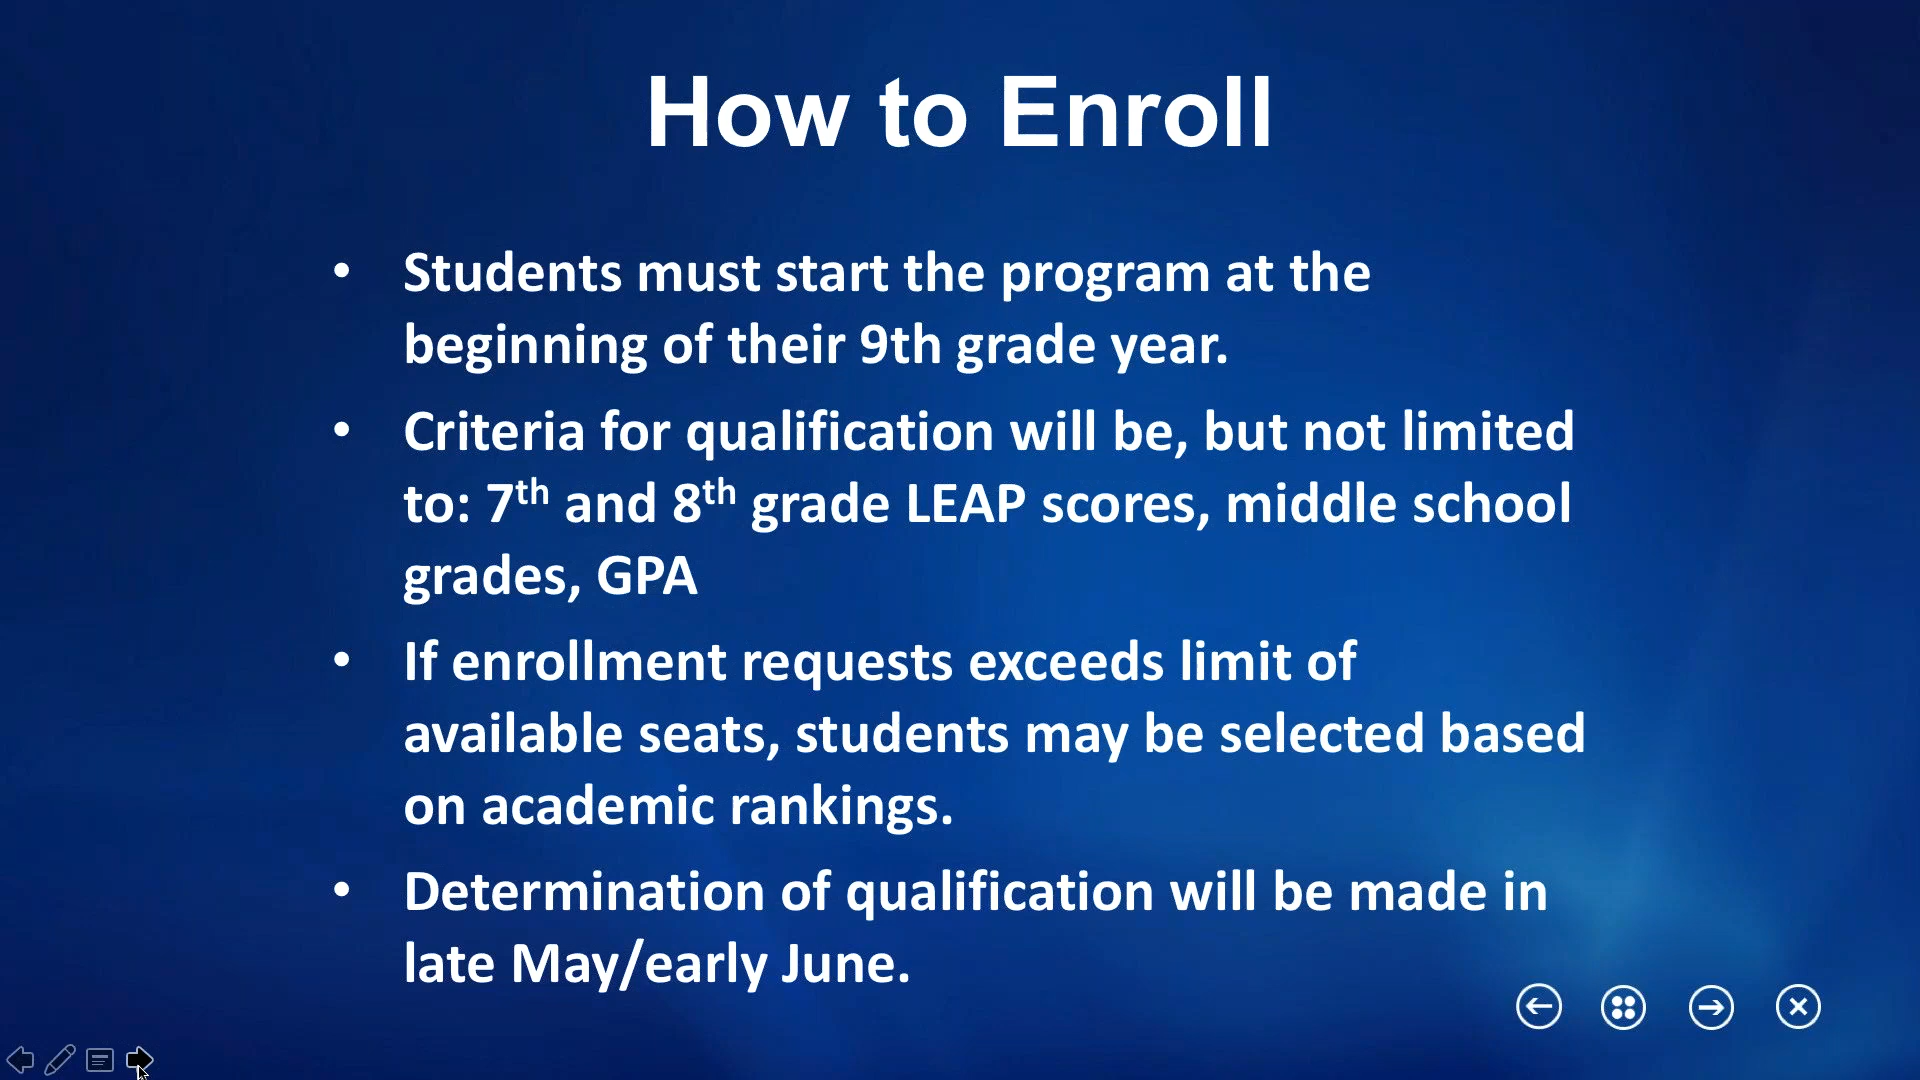 How to Enroll
• Students must start the program at the
beginning of their 9th grade year.
• Criteria for qualification will be, but not limited
to: 7th and 8th grade LEAP scores, middle school
grades, GPA
• If enrollment requests exceeds limit of
available seats, students may be selected based
on academic rankings.
• Determination of qualification will be made in
late May/early June.